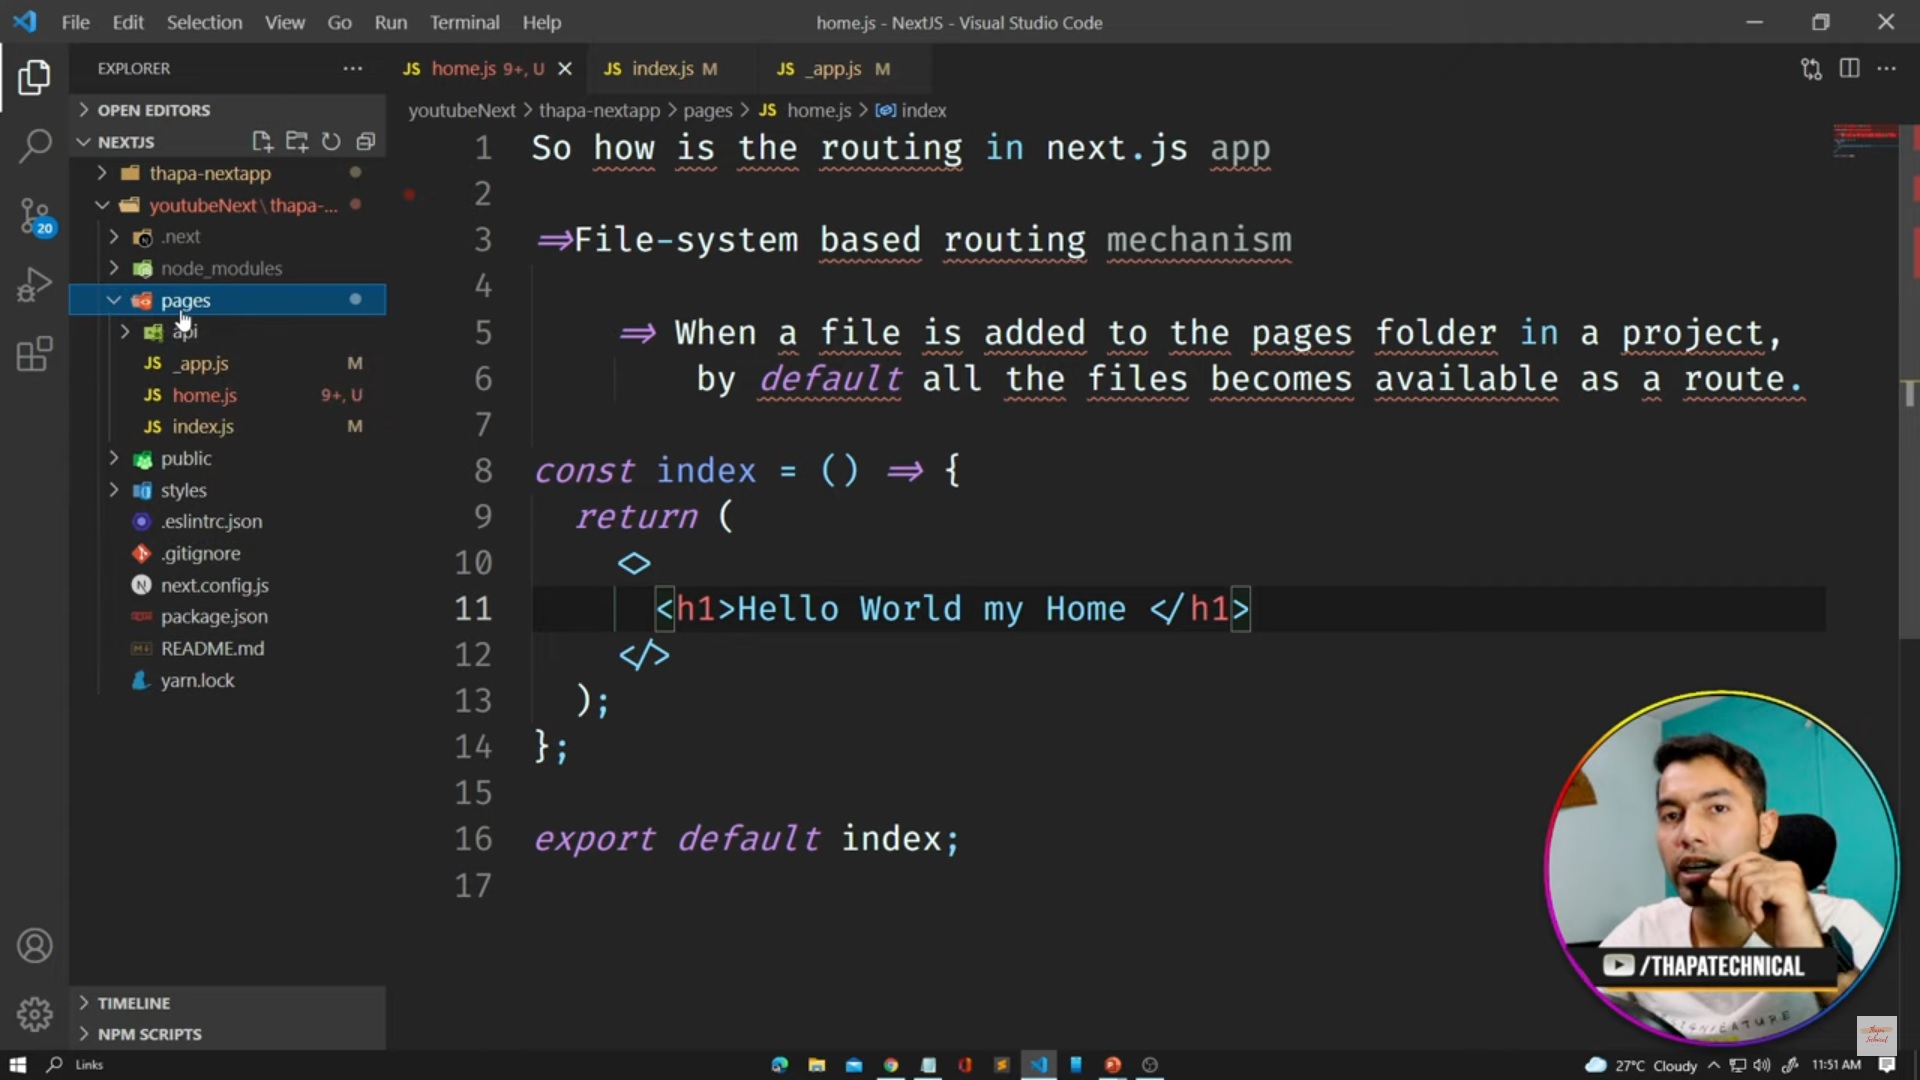 File Edit Selection View Go Run Terminal Help
home.js - NextJS - Visual Studio Code
EXPLORER
OPEN EDITORS
NEXTJS
thapa-nextapp
youtubeNext\thapa-...
.next
node_modules
pages
api
_app.js M
home.js 9+, U
index.js M
public
styles
.eslintrc.json
.gitignore
next.config.js
package.json
README.md
yarn.lock
TIMELINE
NPM SCRIPTS
20
JS home.js 9+, U
JS index.js M
JS _app.js M
youtubeNext > thapa-nextapp > pages > JS home.js > index
1 So how is the routing in next.js app
2
3 =>File-system based routing mechanism
4
5 => When a file is added to the pages folder in a project,
6 by default all the files becomes available as a route.
7
8 const index = () => {
9 return (
10 <>
11 <h1>Hello World my Home </h1>
12 </>
13 );
14 };
15
16 export default index;
17
/THAPATECHNICAL
Links
27°C Cloudy
11:51 AM